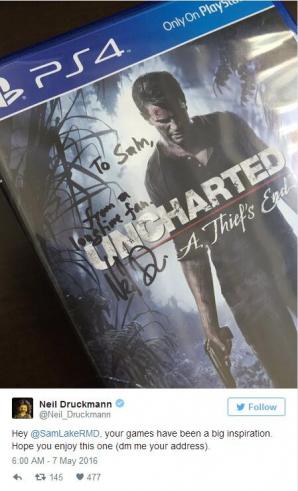 Only On PlaySta
PS4
To Sam,
From a
longtime fan.
UNCHARTED
A Thief's End
Neil Druckmann
@Neil_Druckmann
Follow
Hey @SamLakeRMD, your games have been a big inspiration.
Hope you enjoy this one (dm me your address).
6:00 AM - 7 May 2016
145 477